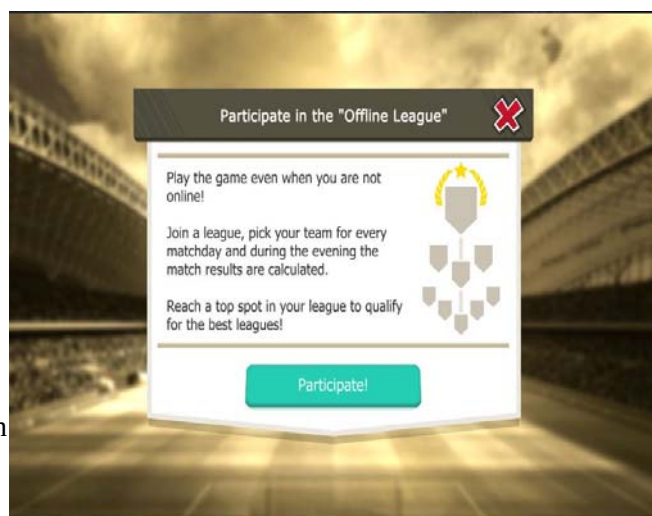 Participate in the "Offline League"
Play the game even when you are not
online!
Join a league, pick your team for every
matchday and during the evening the
match results are calculated.
Reach a top spot in your league to qualify
for the best leagues!
Participate!